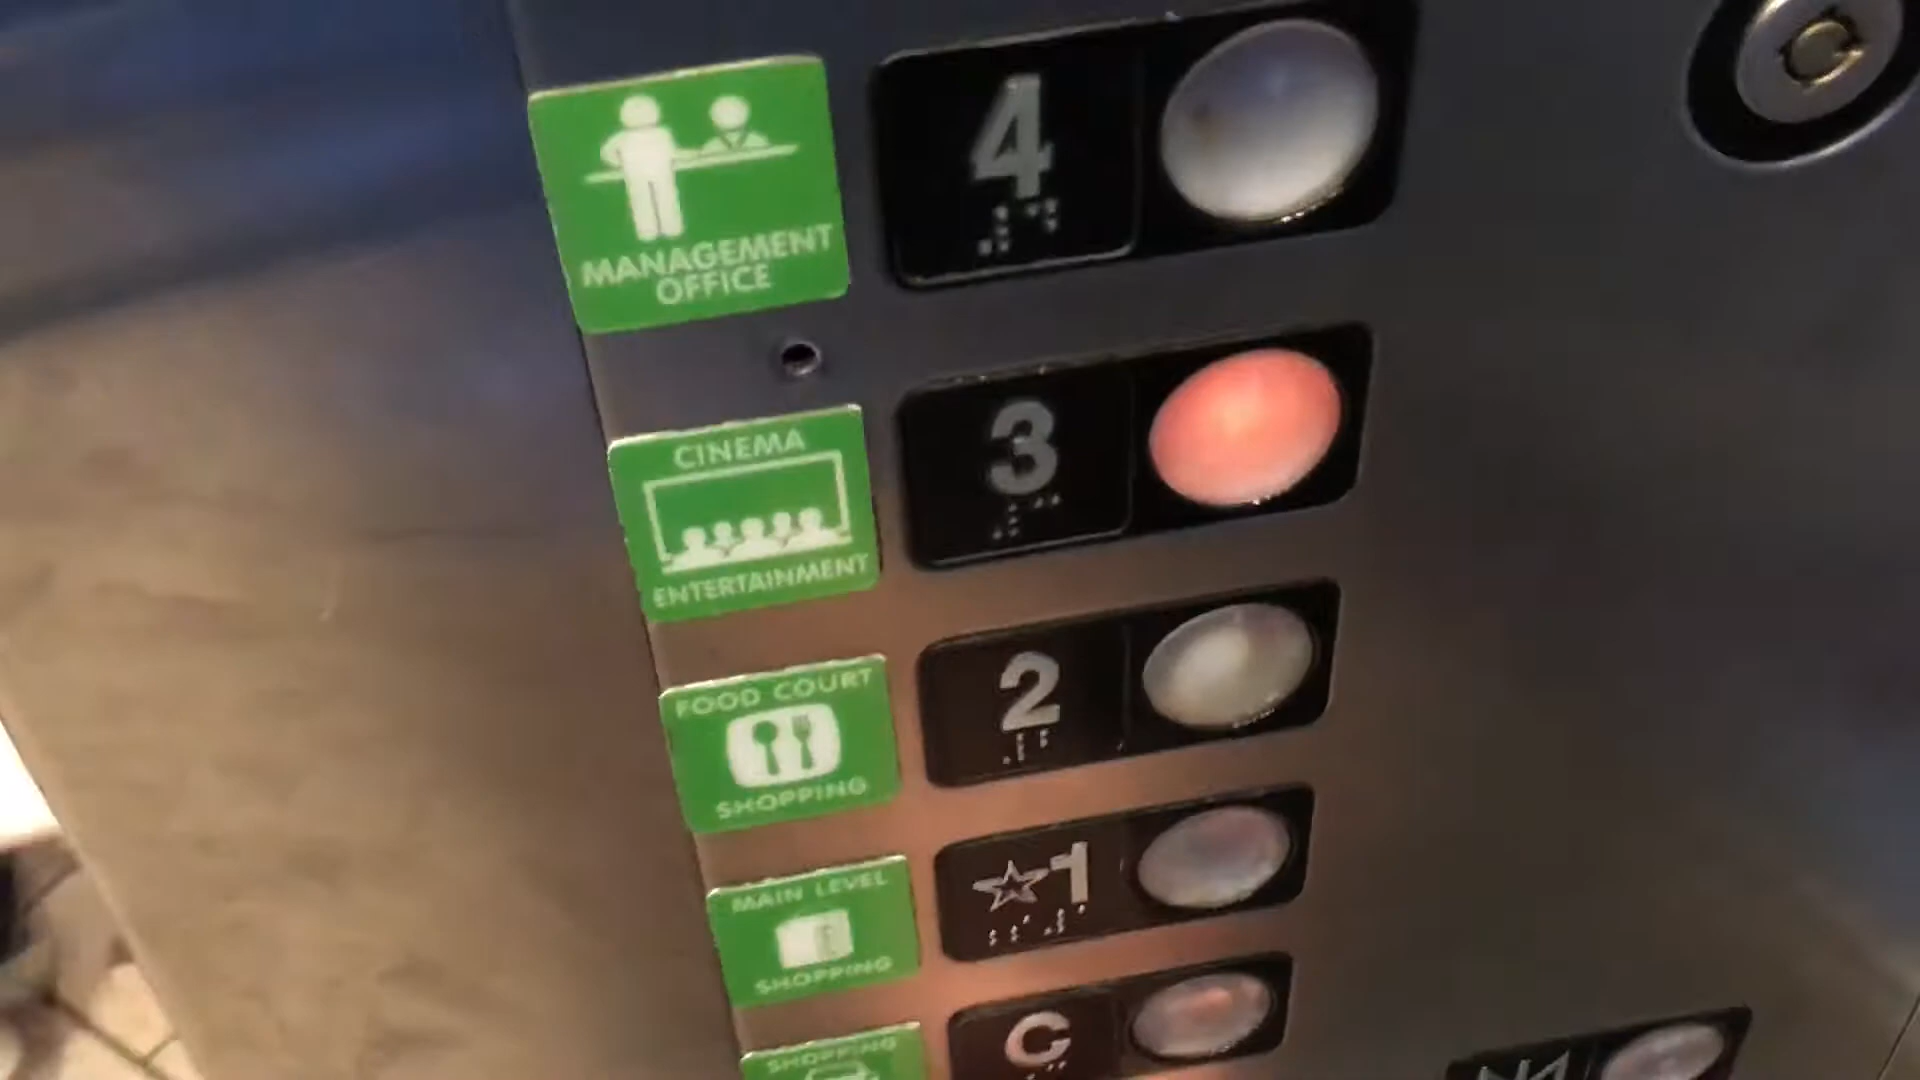 MANAGEMENT
OFFICE
4
CINEMA
ENTERTAINMENT
3
FOOD COURT
SHOPPING
2
MAIN LEVEL
SHOPPING
☆1
SHOPPING
C